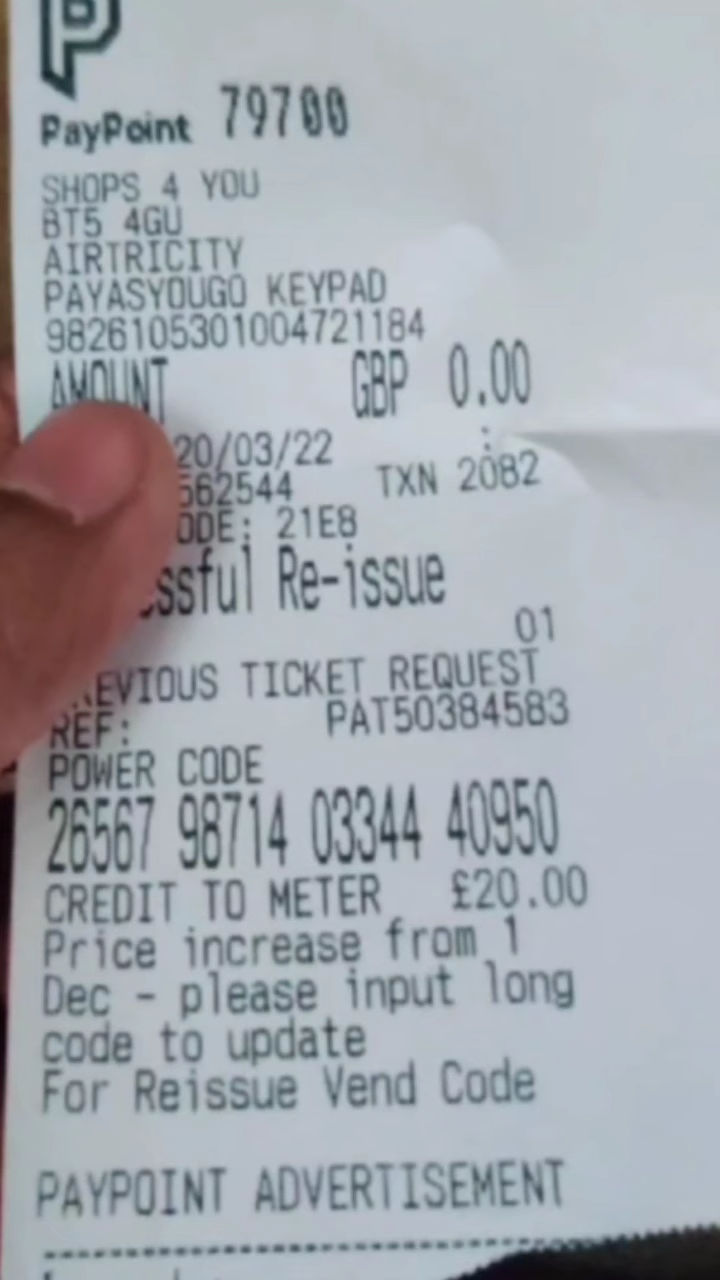 PayPoint 79700
SHOPS 4 YOU
BT5 4GU
AIRTRICITY
PAYASYOUGO KEYPAD
9826105301004721184
AMOUNT GBP 0.00
20/03/22 :
562544 TXN 2082
ODE: 21E8
ssful Re-issue
01
REVIOUS TICKET REQUEST
REF: PAT50384583
POWER CODE
26567 98714 03344 40950
CREDIT TO METER £20.00
Price increase from 1
Dec - please input long
code to update
For Reissue Vend Code
PAYPOINT ADVERTISEMENT